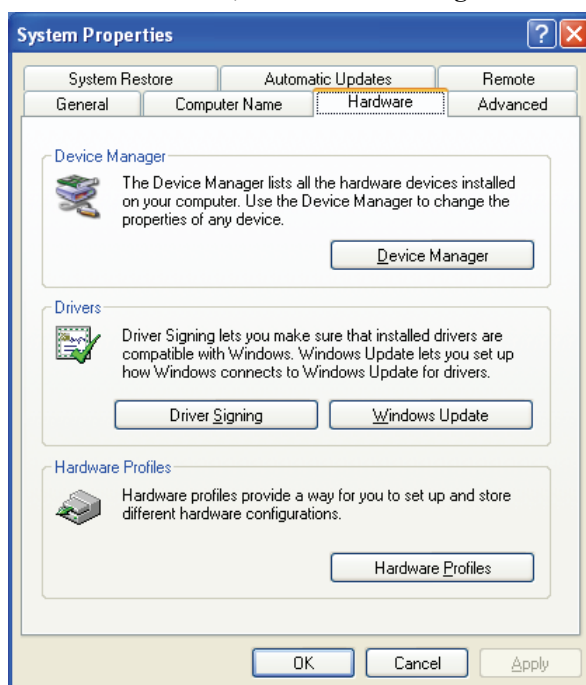 System Properties
System Restore Automatic Updates Remote
General Computer Name Hardware Advanced
Device Manager
The Device Manager lists all the hardware devices installed
on your computer. Use the Device Manager to change the
properties of any device.
Device Manager
Drivers
Driver Signing lets you make sure that installed drivers are
compatible with Windows. Windows Update lets you set up
how Windows connects to Windows Update for drivers.
Driver Signing Windows Update
Hardware Profiles
Hardware profiles provide a way for you to set up and store
different hardware configurations.
Hardware Profiles
OK Cancel Apply